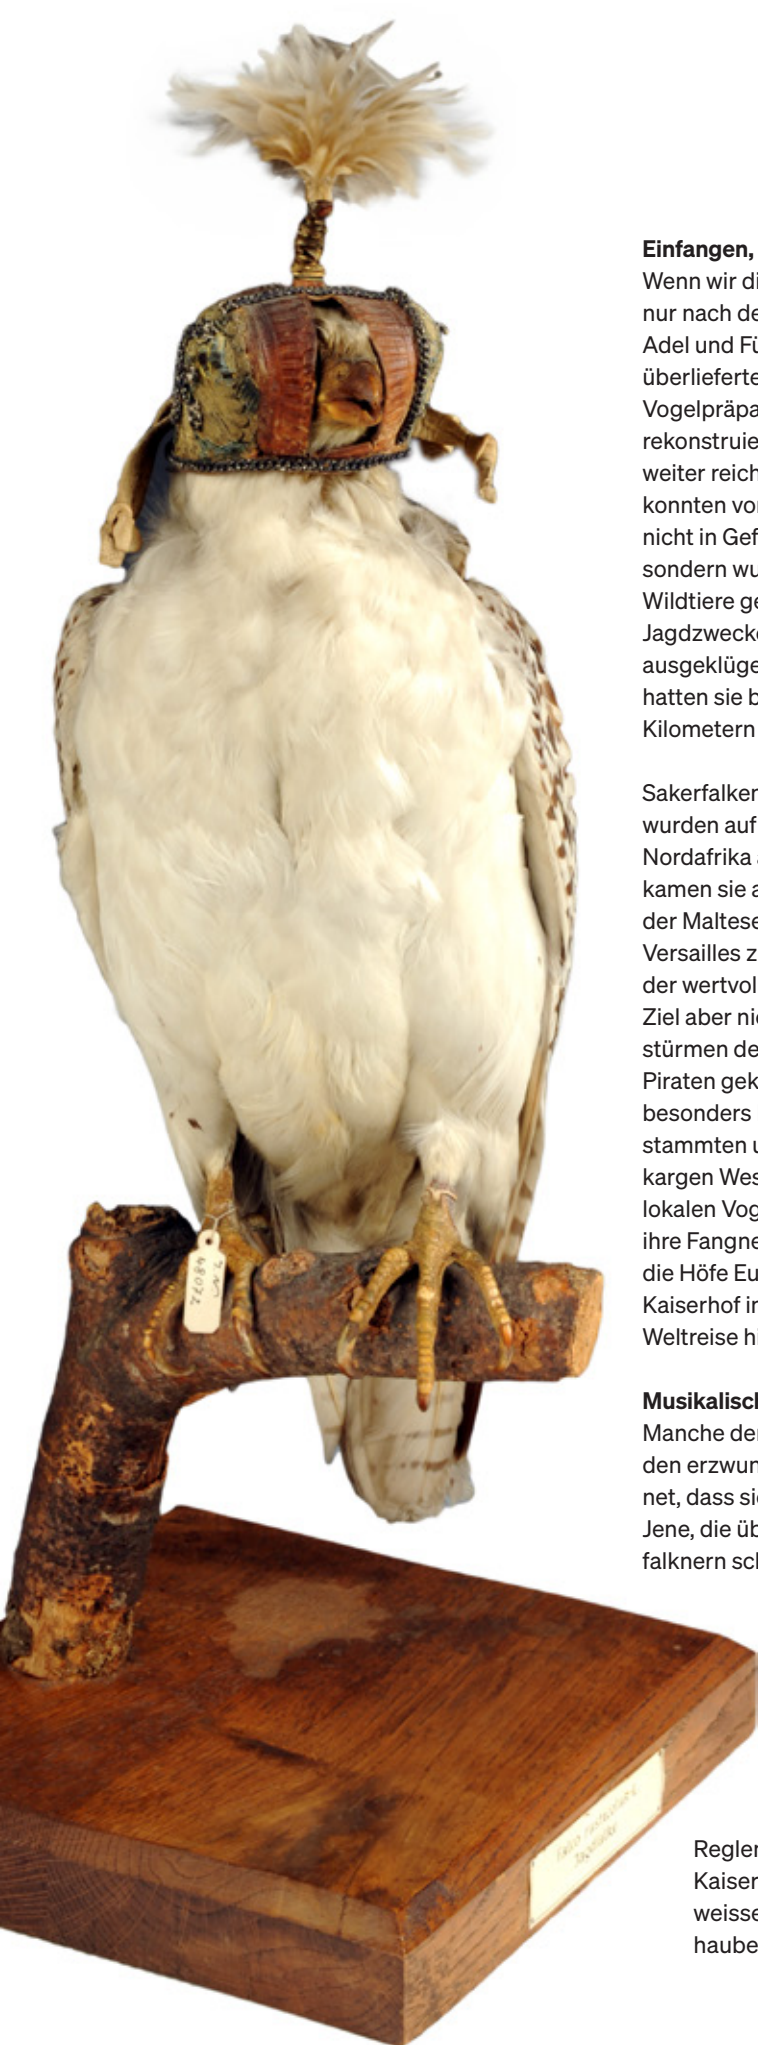 Einfangen,
Wenn wir di
nur nach de
Adel und Fü
überlieferte
Vogelpräpa
rekonstruie
weiter reich
konnten vor
nicht in Gef
sondern wu
Wildtiere ge
Jagdzwecke
ausgeklüge
hatten sie b
Kilometern
Sakerfalken
wurden auf
Nordafrika a
kamen sie a
der Maltese
Versailles z
der wertvol
Ziel aber nic
stürmen de
Piraten gek
besonders
stammten u
kargen Wes
lokalen Vog
ihre Fangne
die Höfe Eu
Kaiserhof in
Weltreise hi
Musikalisch
Manche der
den erzwun
net, dass sie
Jene, die üb
falknern sch
Regler
Kaiser
weisse
haube